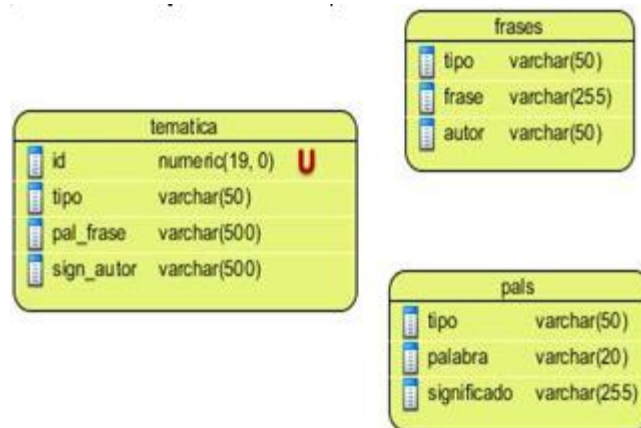 frases
tipo varchar(50)
frase varchar(255)
autor varchar(50)
tematica
id numeric(19, 0) U
tipo varchar(50)
pal_frase varchar(500)
sign_autor varchar(500)
pals
tipo varchar(50)
palabra varchar(20)
significado varchar(255)